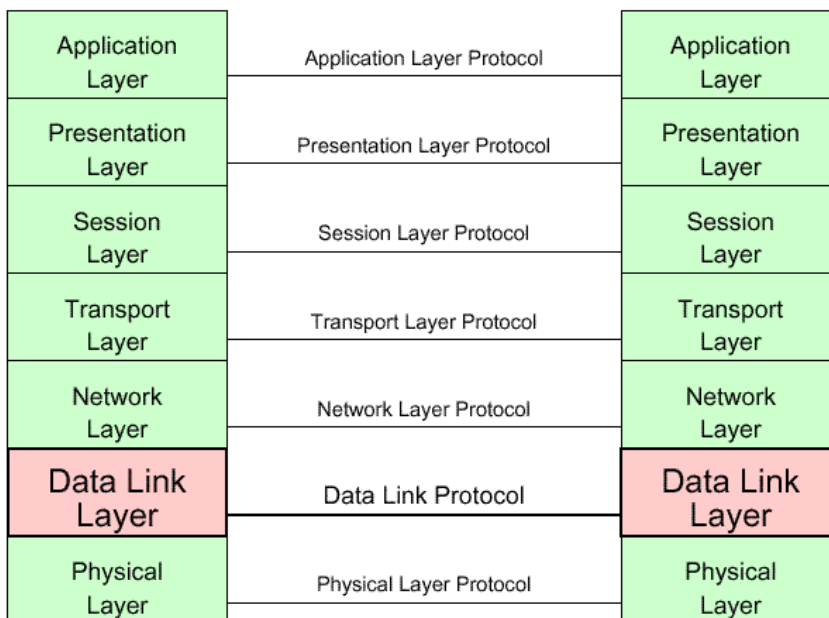 Application
Layer
Application Layer Protocol
Application
Layer
Presentation
Layer
Presentation Layer Protocol
Presentation
Layer
Session
Layer
Session Layer Protocol
Session
Layer
Transport
Layer
Transport Layer Protocol
Transport
Layer
Network
Layer
Network Layer Protocol
Network
Layer
Data Link
Layer
Data Link Protocol
Data Link
Layer
Physical
Layer
Physical Layer Protocol
Physical
Layer